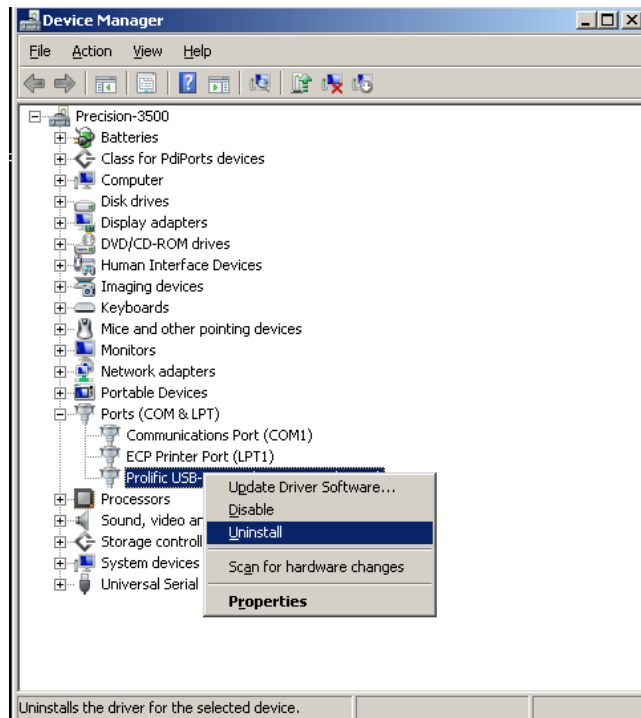 Device Manager
File Action View Help
Precision-3500
Batteries
Class for PdiPorts devices
Computer
Disk drives
Display adapters
DVD/CD-ROM drives
Human Interface Devices
Imaging devices
Keyboards
Mice and other pointing devices
Monitors
Network adapters
Portable Devices
Ports (COM & LPT)
Communications Port (COM1)
ECP Printer Port (LPT1)
Prolific USB-
Processors
Sound, video ar
Storage controll
System devices
Universal Serial
Update Driver Software...
Disable
Uninstall
Scan for hardware changes
Properties
Uninstalls the driver for the selected device.